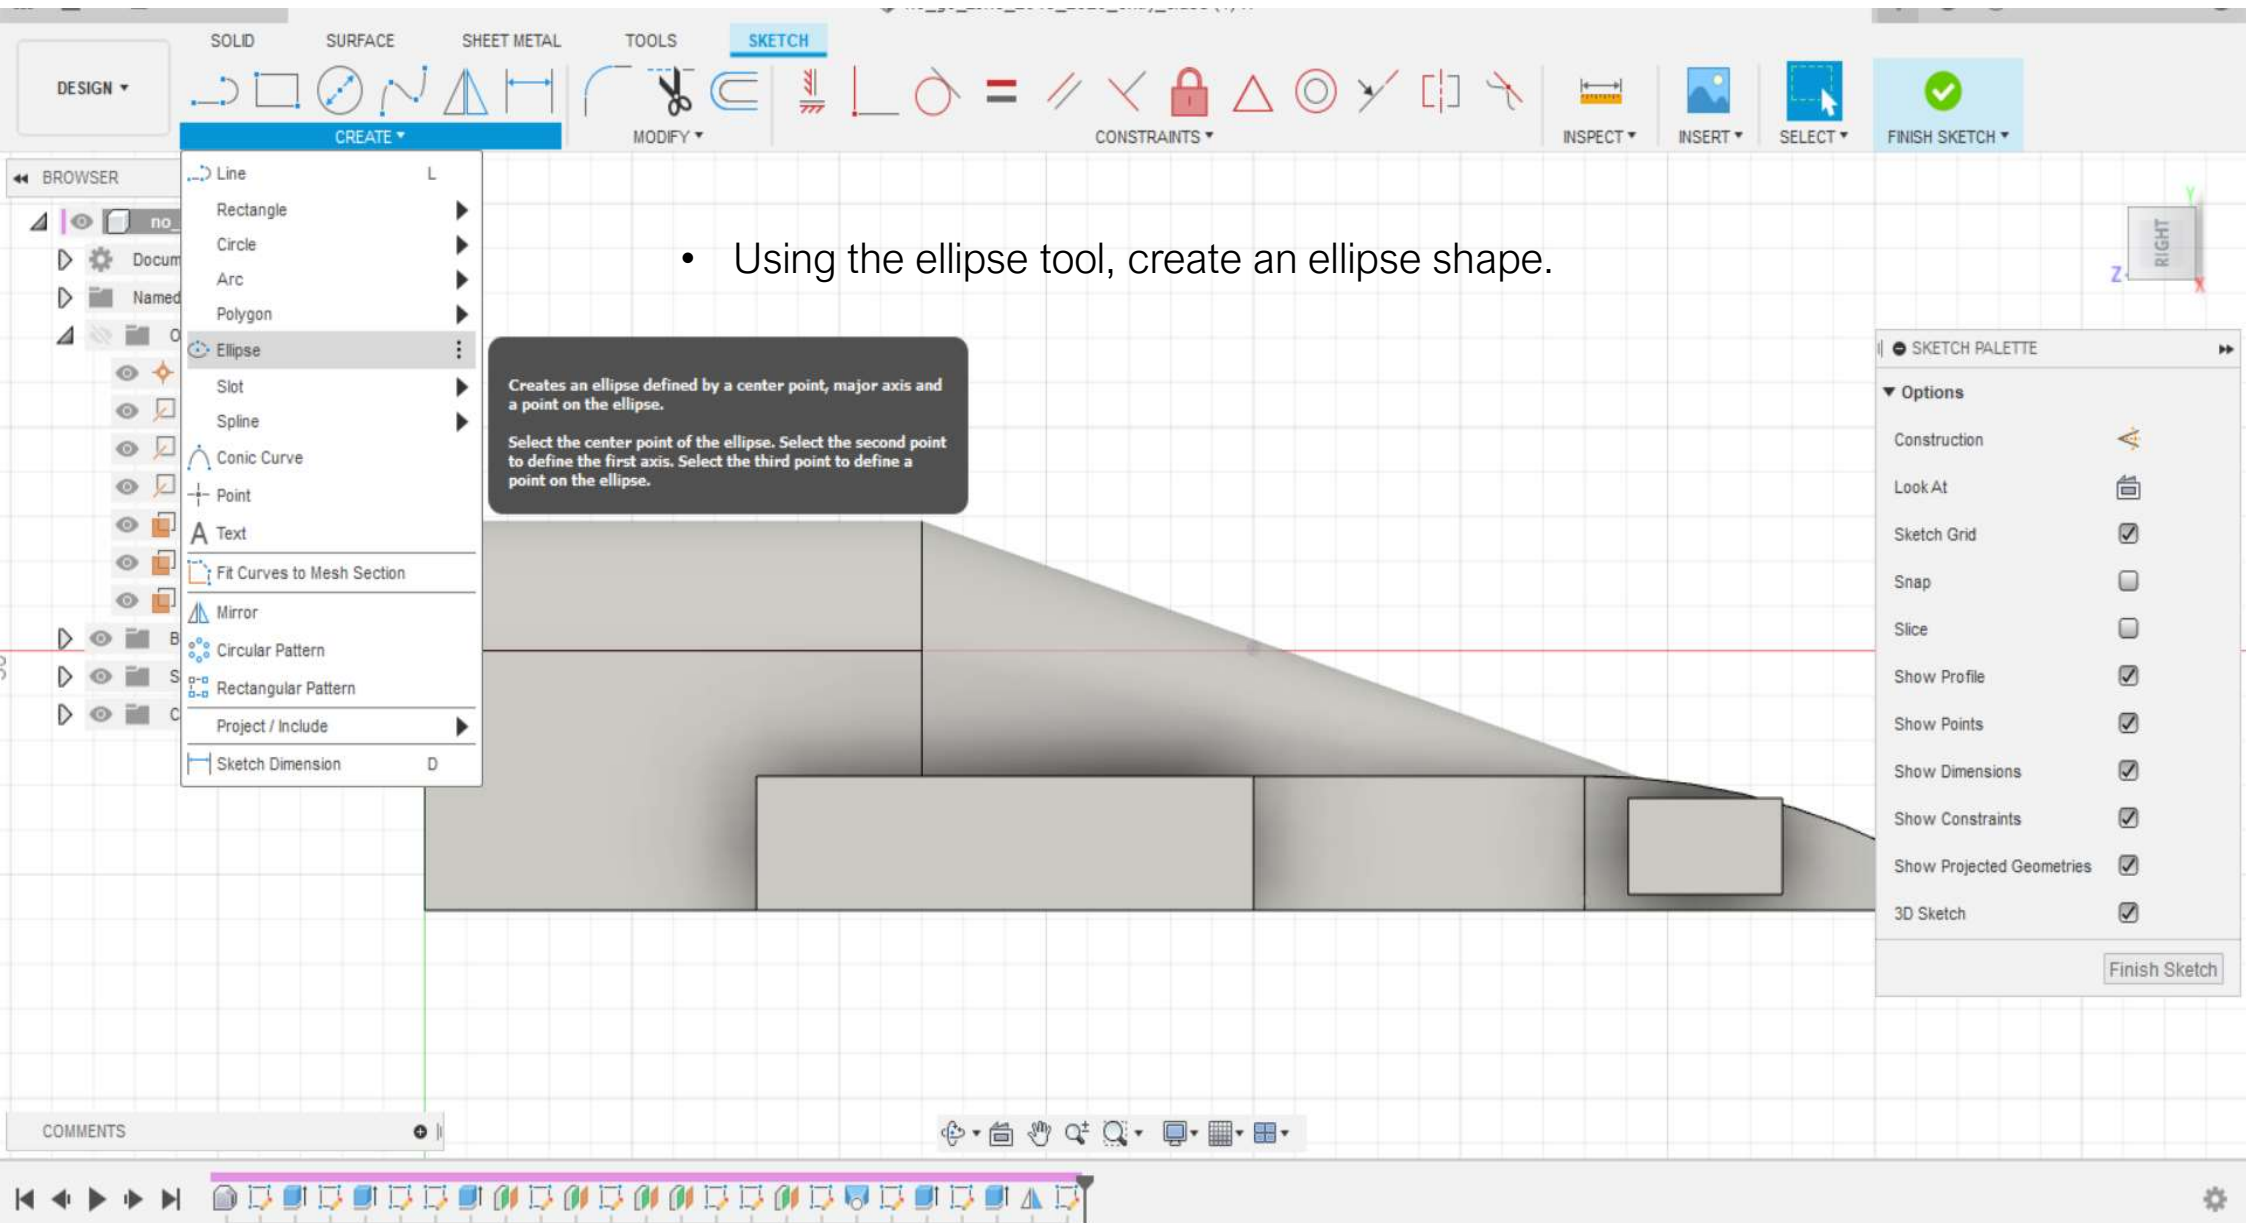 SOLID SURFACE SHEET METAL TOOLS SKETCH
DESIGN
CREATE MODIFY CONSTRAINTS INSPECT INSERT SELECT FINISH SKETCH
BROWSER
no_
Docum
Named
O
B
S
C
Line L
Rectangle
Circle
Arc
Polygon
Ellipse
Slot
Spline
Conic Curve
Point
Text
Fit Curves to Mesh Section
Mirror
Circular Pattern
Rectangular Pattern
Project / Include
Sketch Dimension D
• Using the ellipse tool, create an ellipse shape.
Creates an ellipse defined by a center point, major axis and
a point on the ellipse.
Select the center point of the ellipse. Select the second point
to define the first axis. Select the third point to define a
point on the ellipse.
Y
RIGHT
Z
X
SKETCH PALETTE
Options
Construction
Look At
Sketch Grid
Snap
Slice
Show Profile
Show Points
Show Dimensions
Show Constraints
Show Projected Geometries
3D Sketch
Finish Sketch
COMMENTS